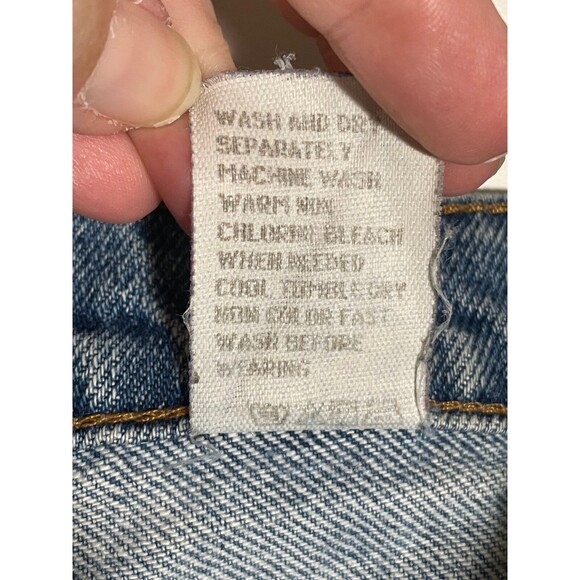 WASH AND DRY
SEPARATELY
MACHINE WASH
WARM NON
CHLORINE BLEACH
WHEN NEEDED
COOL TUMBLE DRY
NON COLOR FAST.
WASH BEFORE
WEARING